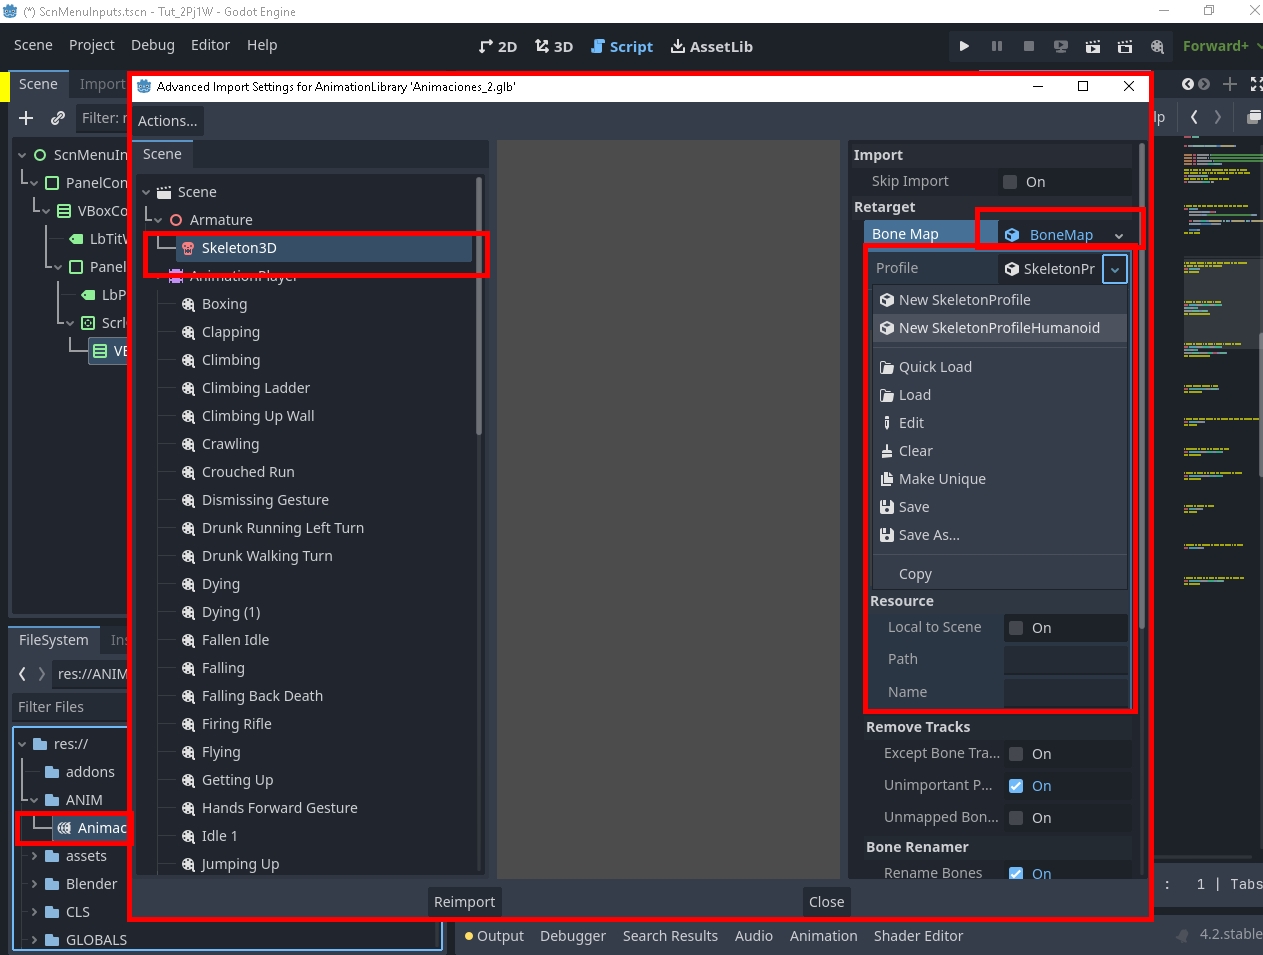 (*) ScnMenuInputs.tscn - Tut_2Pj1W - Godot Engine
Scene Project Debug Editor Help
2D 3D Script AssetLib
Forward+
Scene Import
Filter:
Advanced Import Settings for AnimationLibrary 'Animaciones_2.glb'
Actions...
Scene
Scene
Armature
Skeleton3D
AnimationPlayer
Boxing
Clapping
Climbing
Climbing Ladder
Climbing Up Wall
Crawling
Crouched Run
Dismissing Gesture
Drunk Running Left Turn
Drunk Walking Turn
Dying
Dying (1)
Fallen Idle
Falling
Falling Back Death
Firing Rifle
Flying
Getting Up
Hands Forward Gesture
Idle 1
Jumping Up
Import
Skip Import On
Retarget
Bone Map BoneMap
Profile SkeletonPr
New SkeletonProfile
New SkeletonProfileHumanoid
Quick Load
Load
Edit
Clear
Make Unique
Save
Save As...
Copy
Resource
Local to Scene On
Path
Name
Remove Tracks
Except Bone Tra... On
Unimportant P... On
Unmapped Bon... On
Bone Renamer
Rename Bones On
Reimport Close
ScnMenuIn
PanelCon
VBoxCo
LbTitW
Panel
LbP
Scrl
VB
FileSystem Ins
res://ANIM
Filter Files
res://
addons
ANIM
Animac
assets
Blender
CLS
GLOBALS
lp
: 1 | Tabs
Output Debugger Search Results Audio Animation Shader Editor
4.2.stable